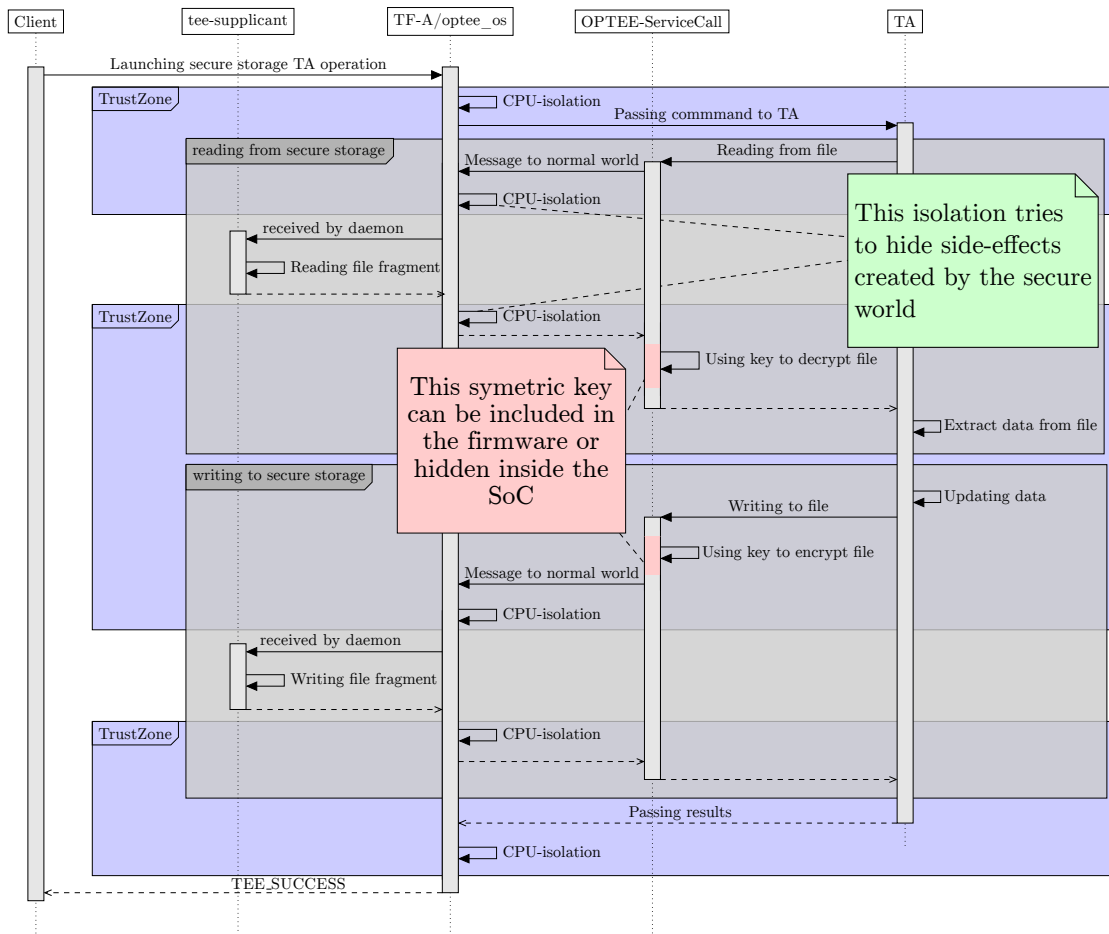 Client
tee-supplicant
TF-A/optee_os
OPTEE-ServiceCall
TA
Launching secure storage TA operation
TrustZone
CPU-isolation
Passing commmand to TA
reading from secure storage
Message to normal world
Reading from file
CPU-isolation
This isolation tries
to hide side-effects
created by the secure
world
received by daemon
Reading file fragment
TrustZone
CPU-isolation
Using key to decrypt file
This symetric key
can be included in
the firmware or
hidden inside the
SoC
Extract data from file
writing to secure storage
Updating data
Writing to file
Using key to encrypt file
Message to normal world
CPU-isolation
received by daemon
Writing file fragment
TrustZone
CPU-isolation
Passing results
CPU-isolation
TEE_SUCCESS